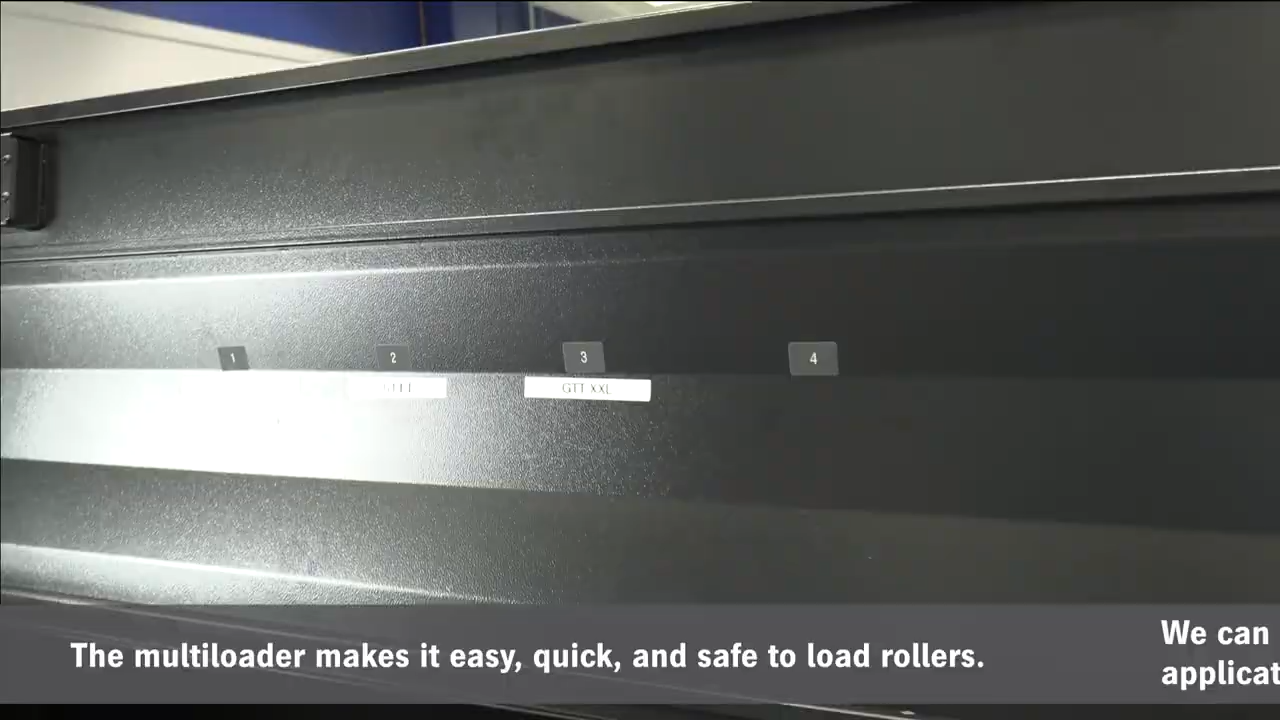 1
2
3
4
GTT XXL
The multiloader makes it easy, quick, and safe to load rollers.
We can